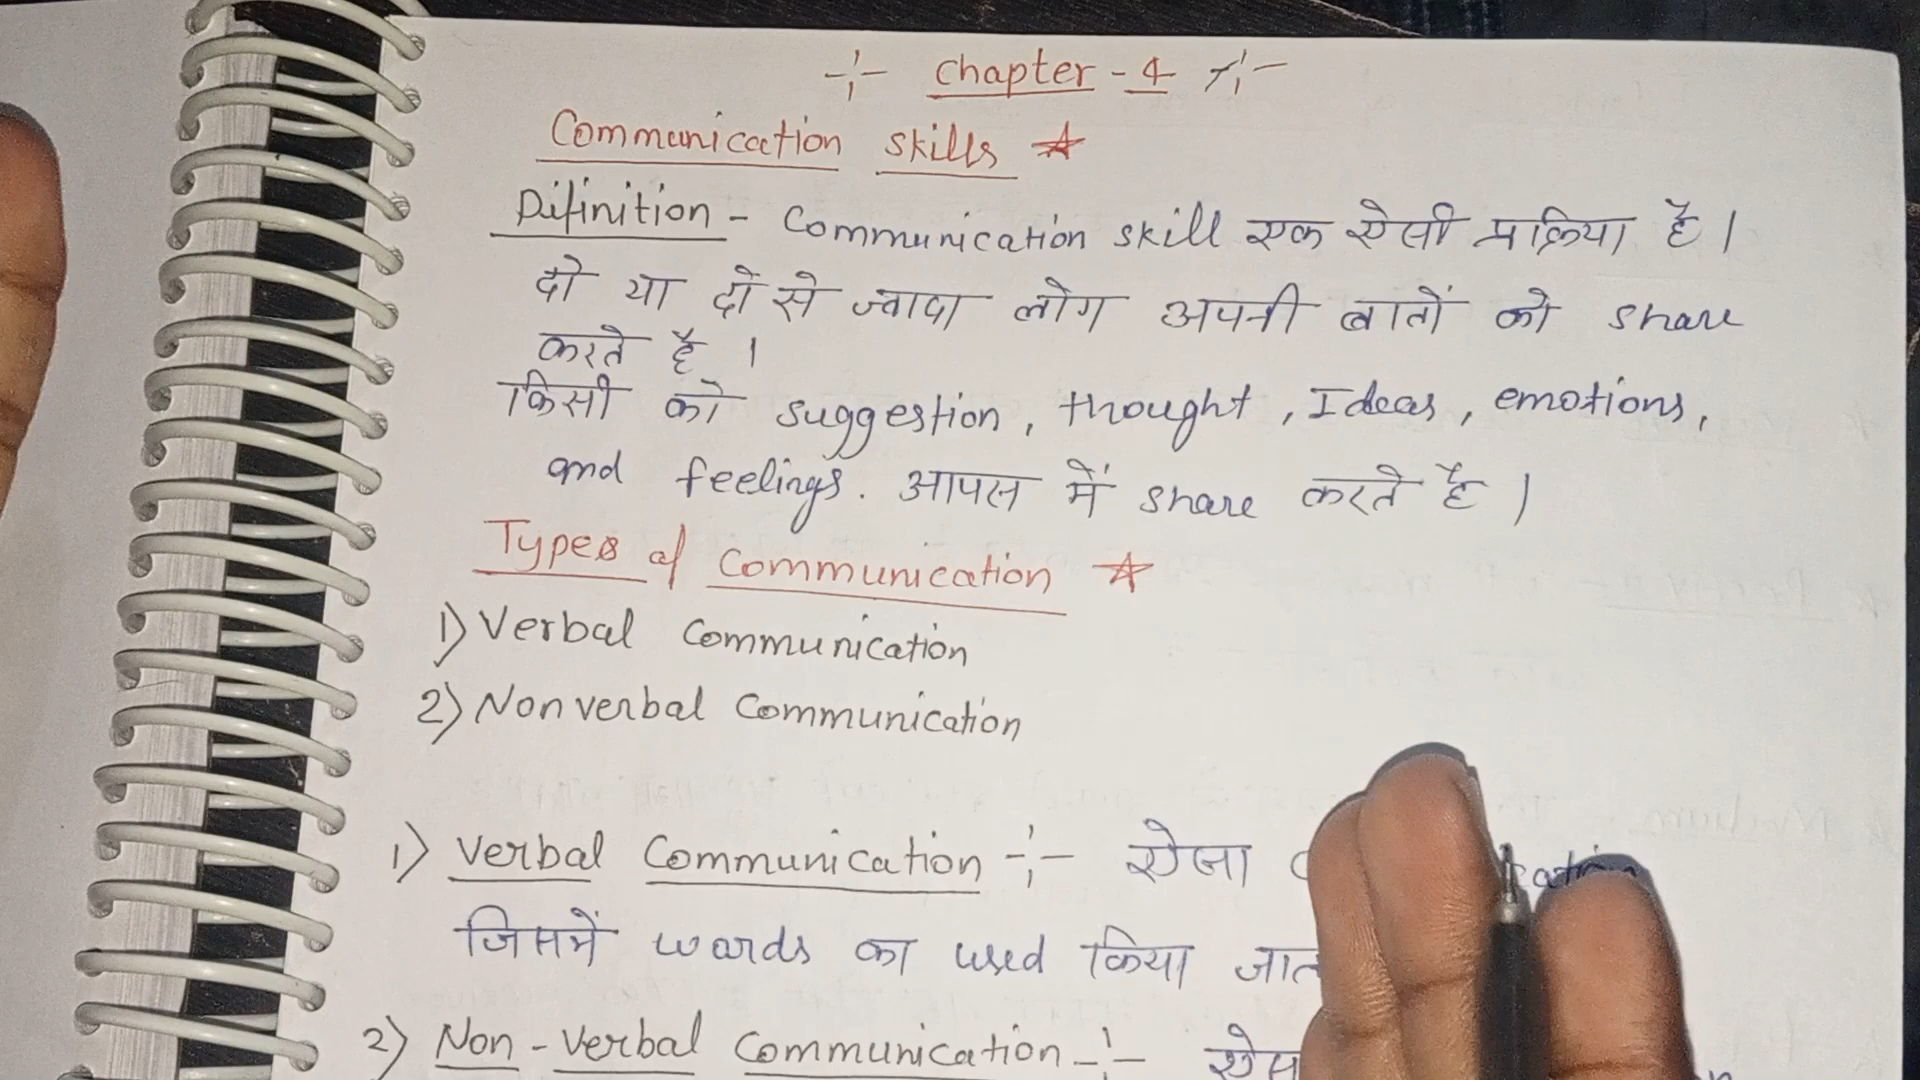 Chapter - 4
Communication skills
Difinition - Communication skill एक ऐसी प्रक्रिया है।
दो या दो से ज्यादा लोग अपनी बातों को share
करते है ।
किसी को suggestion, thought, Ideas, emotions,
and feelings. आपस में share करते है ।
Types of Communication
1) Verbal Communication
2) Nonverbal Communication
1) Verbal Communication -:-
जिसमें words का used किया
2) Non - Verbal Communication -:-